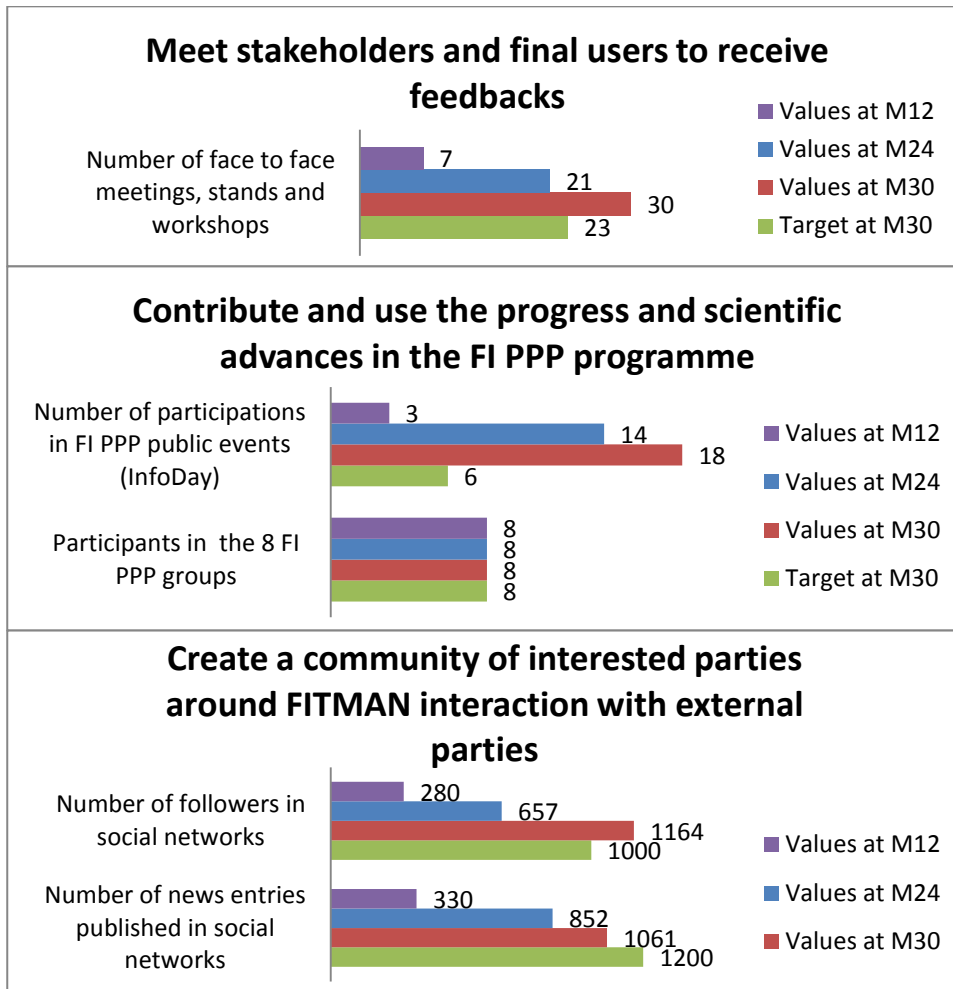 Meet stakeholders and final users to receive
feedbacks
Number of face to face
meetings, stands and
workshops
7
21
30
23
Values at M12
Values at M24
Values at M30
Target at M30
Contribute and use the progress and scientific
advances in the FI PPP programme
Number of participations
in FI PPP public events
(InfoDay)
3
14
18
6
Participants in the 8 FI
PPP groups
8
8
8
8
Values at M12
Values at M24
Values at M30
Target at M30
Create a community of interested parties
around FITMAN interaction with external
parties
Number of followers in
social networks
280
657
1164
1000
Number of news entries
published in social
networks
330
852
1061
1200
Values at M12
Values at M24
Values at M30